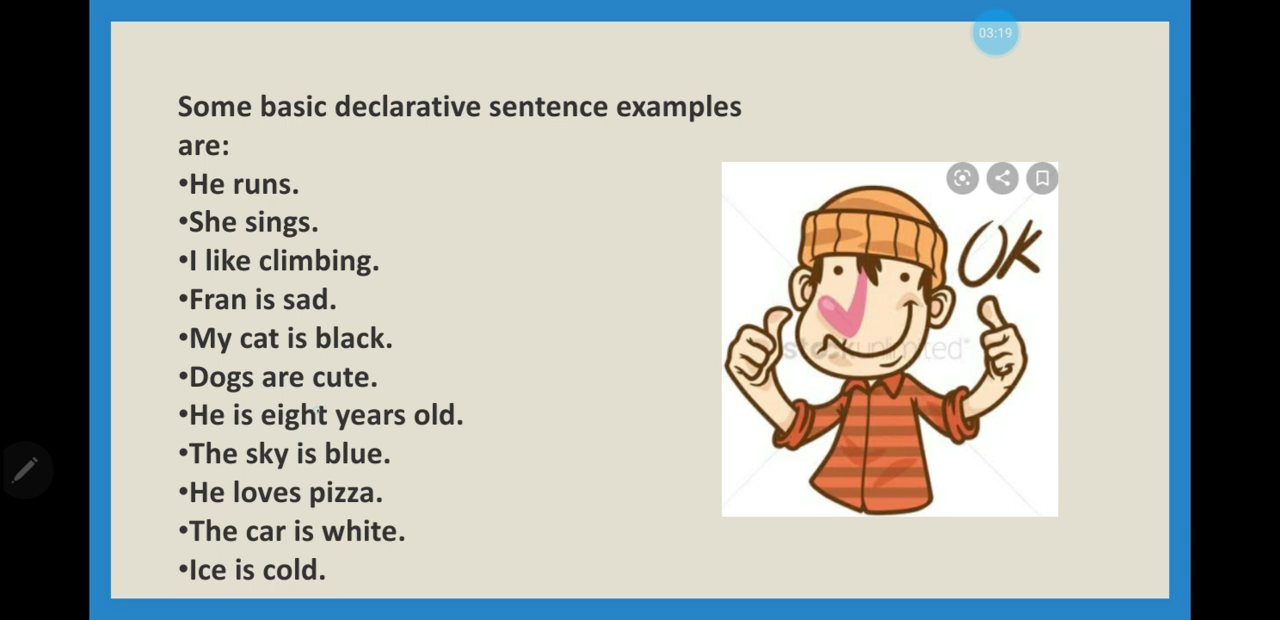 03:19
Some basic declarative sentence examples
are:
•He runs.
•She sings.
•I like climbing.
•Fran is sad.
•My cat is black.
•Dogs are cute.
•He is eight years old.
•The sky is blue.
•He loves pizza.
•The car is white.
•Ice is cold.
OK
stockunlimited